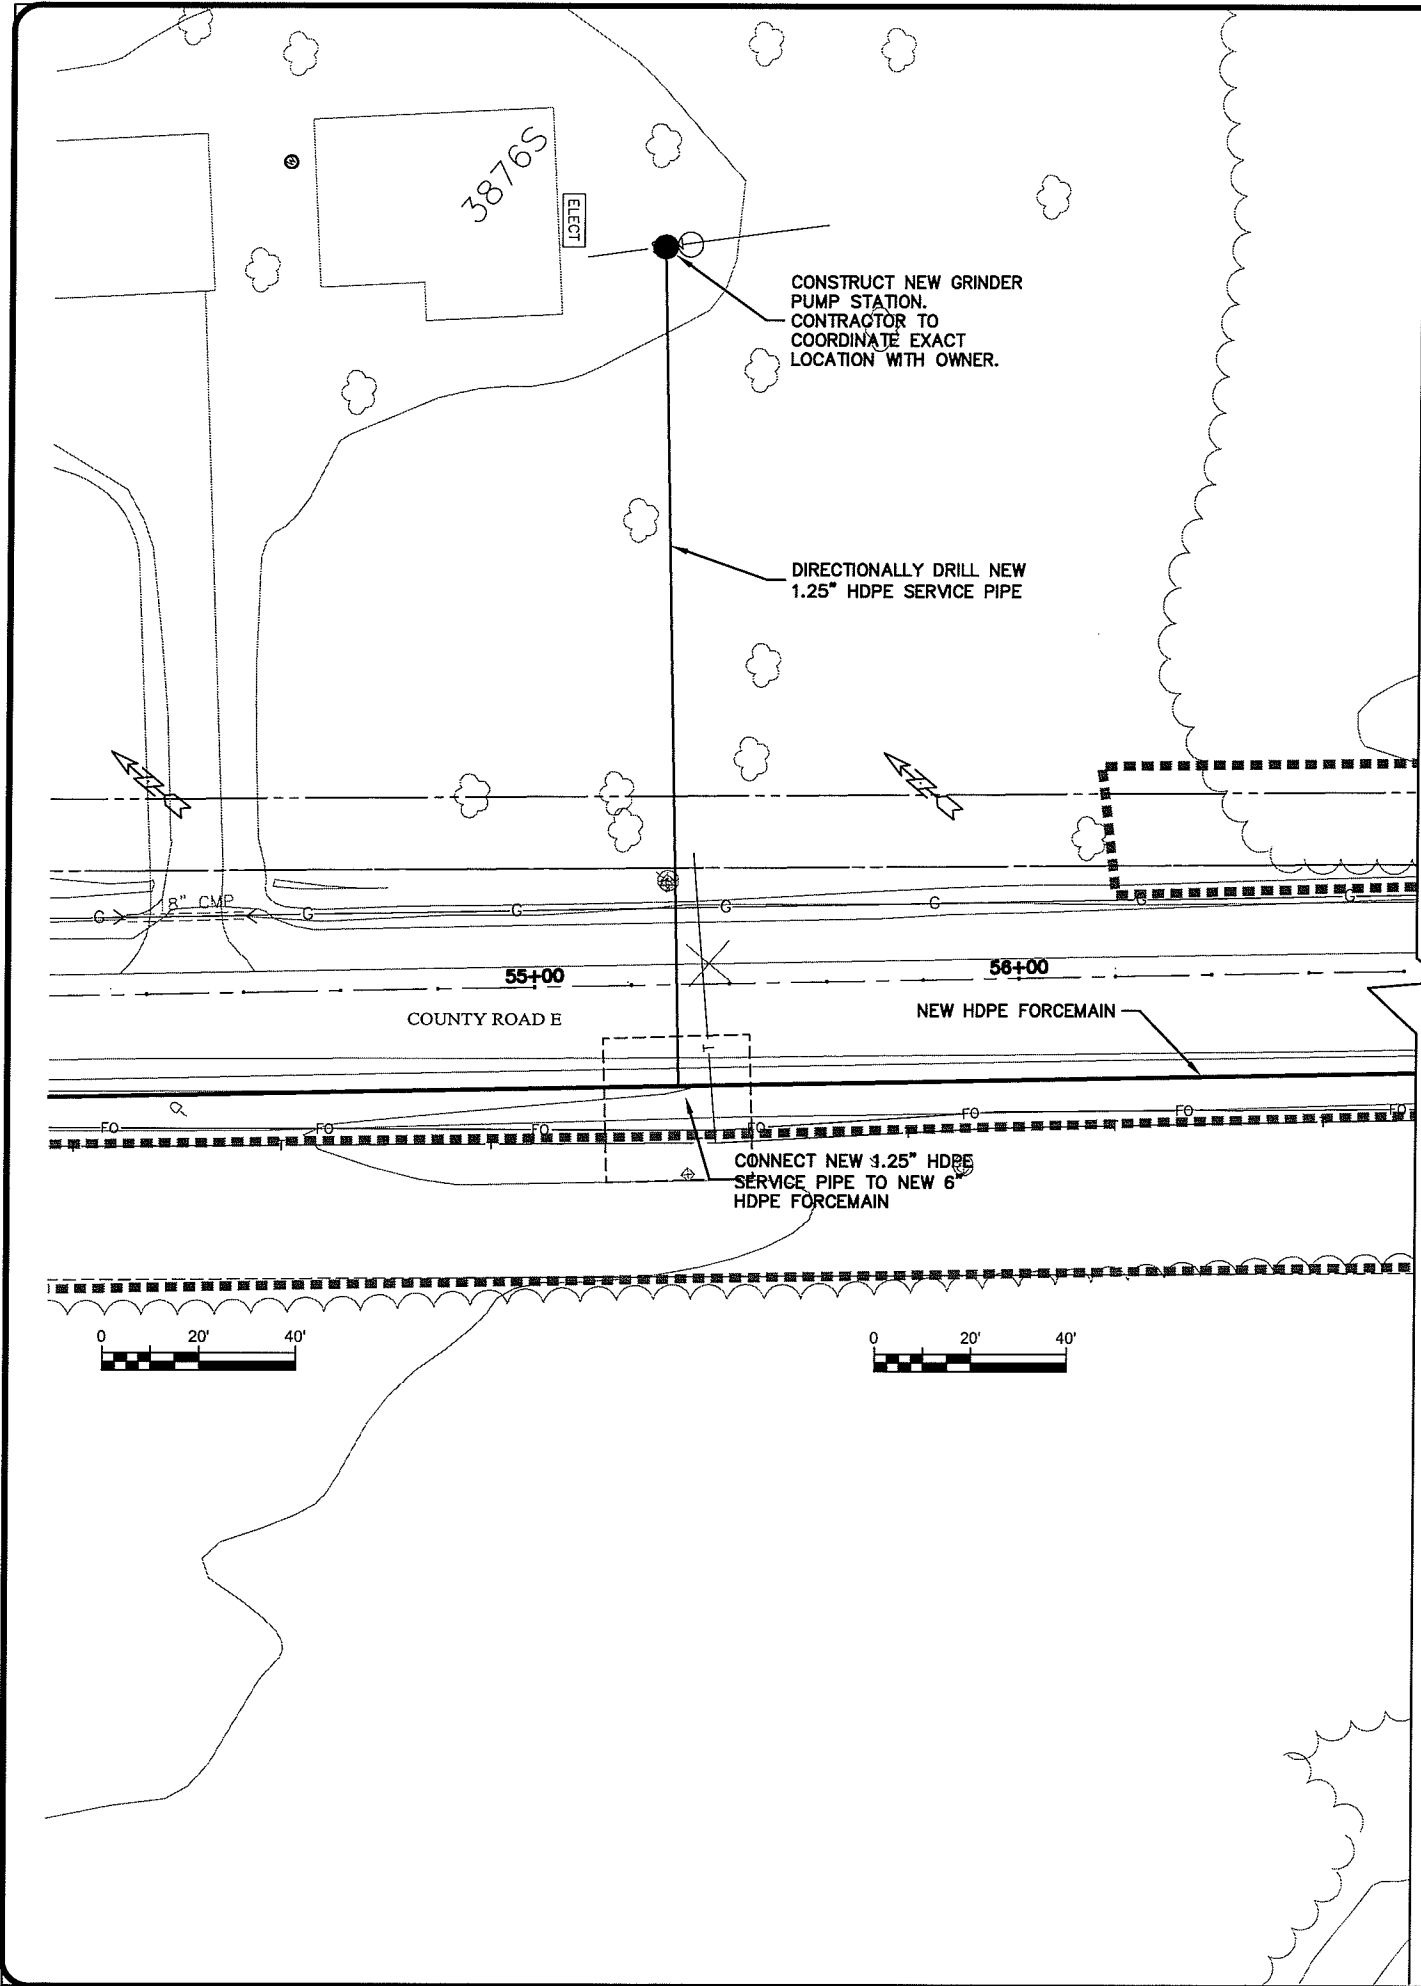 3876S
ELECT
CONSTRUCT NEW GRINDER
PUMP STATION.
CONTRACTOR TO
COORDINATE EXACT
LOCATION WITH OWNER.
DIRECTIONALLY DRILL NEW
1.25" HDPE SERVICE PIPE
8" CMP
G G G G G G G
55+00 56+00
COUNTY ROAD E
NEW HDPE FORCEMAIN
T
FO FO FO FO FO FO FO
T T T T T T
CONNECT NEW 1.25" HDPE
SERVICE PIPE TO NEW 6"
HDPE FORCEMAIN
0 20' 40'
0 20' 40'